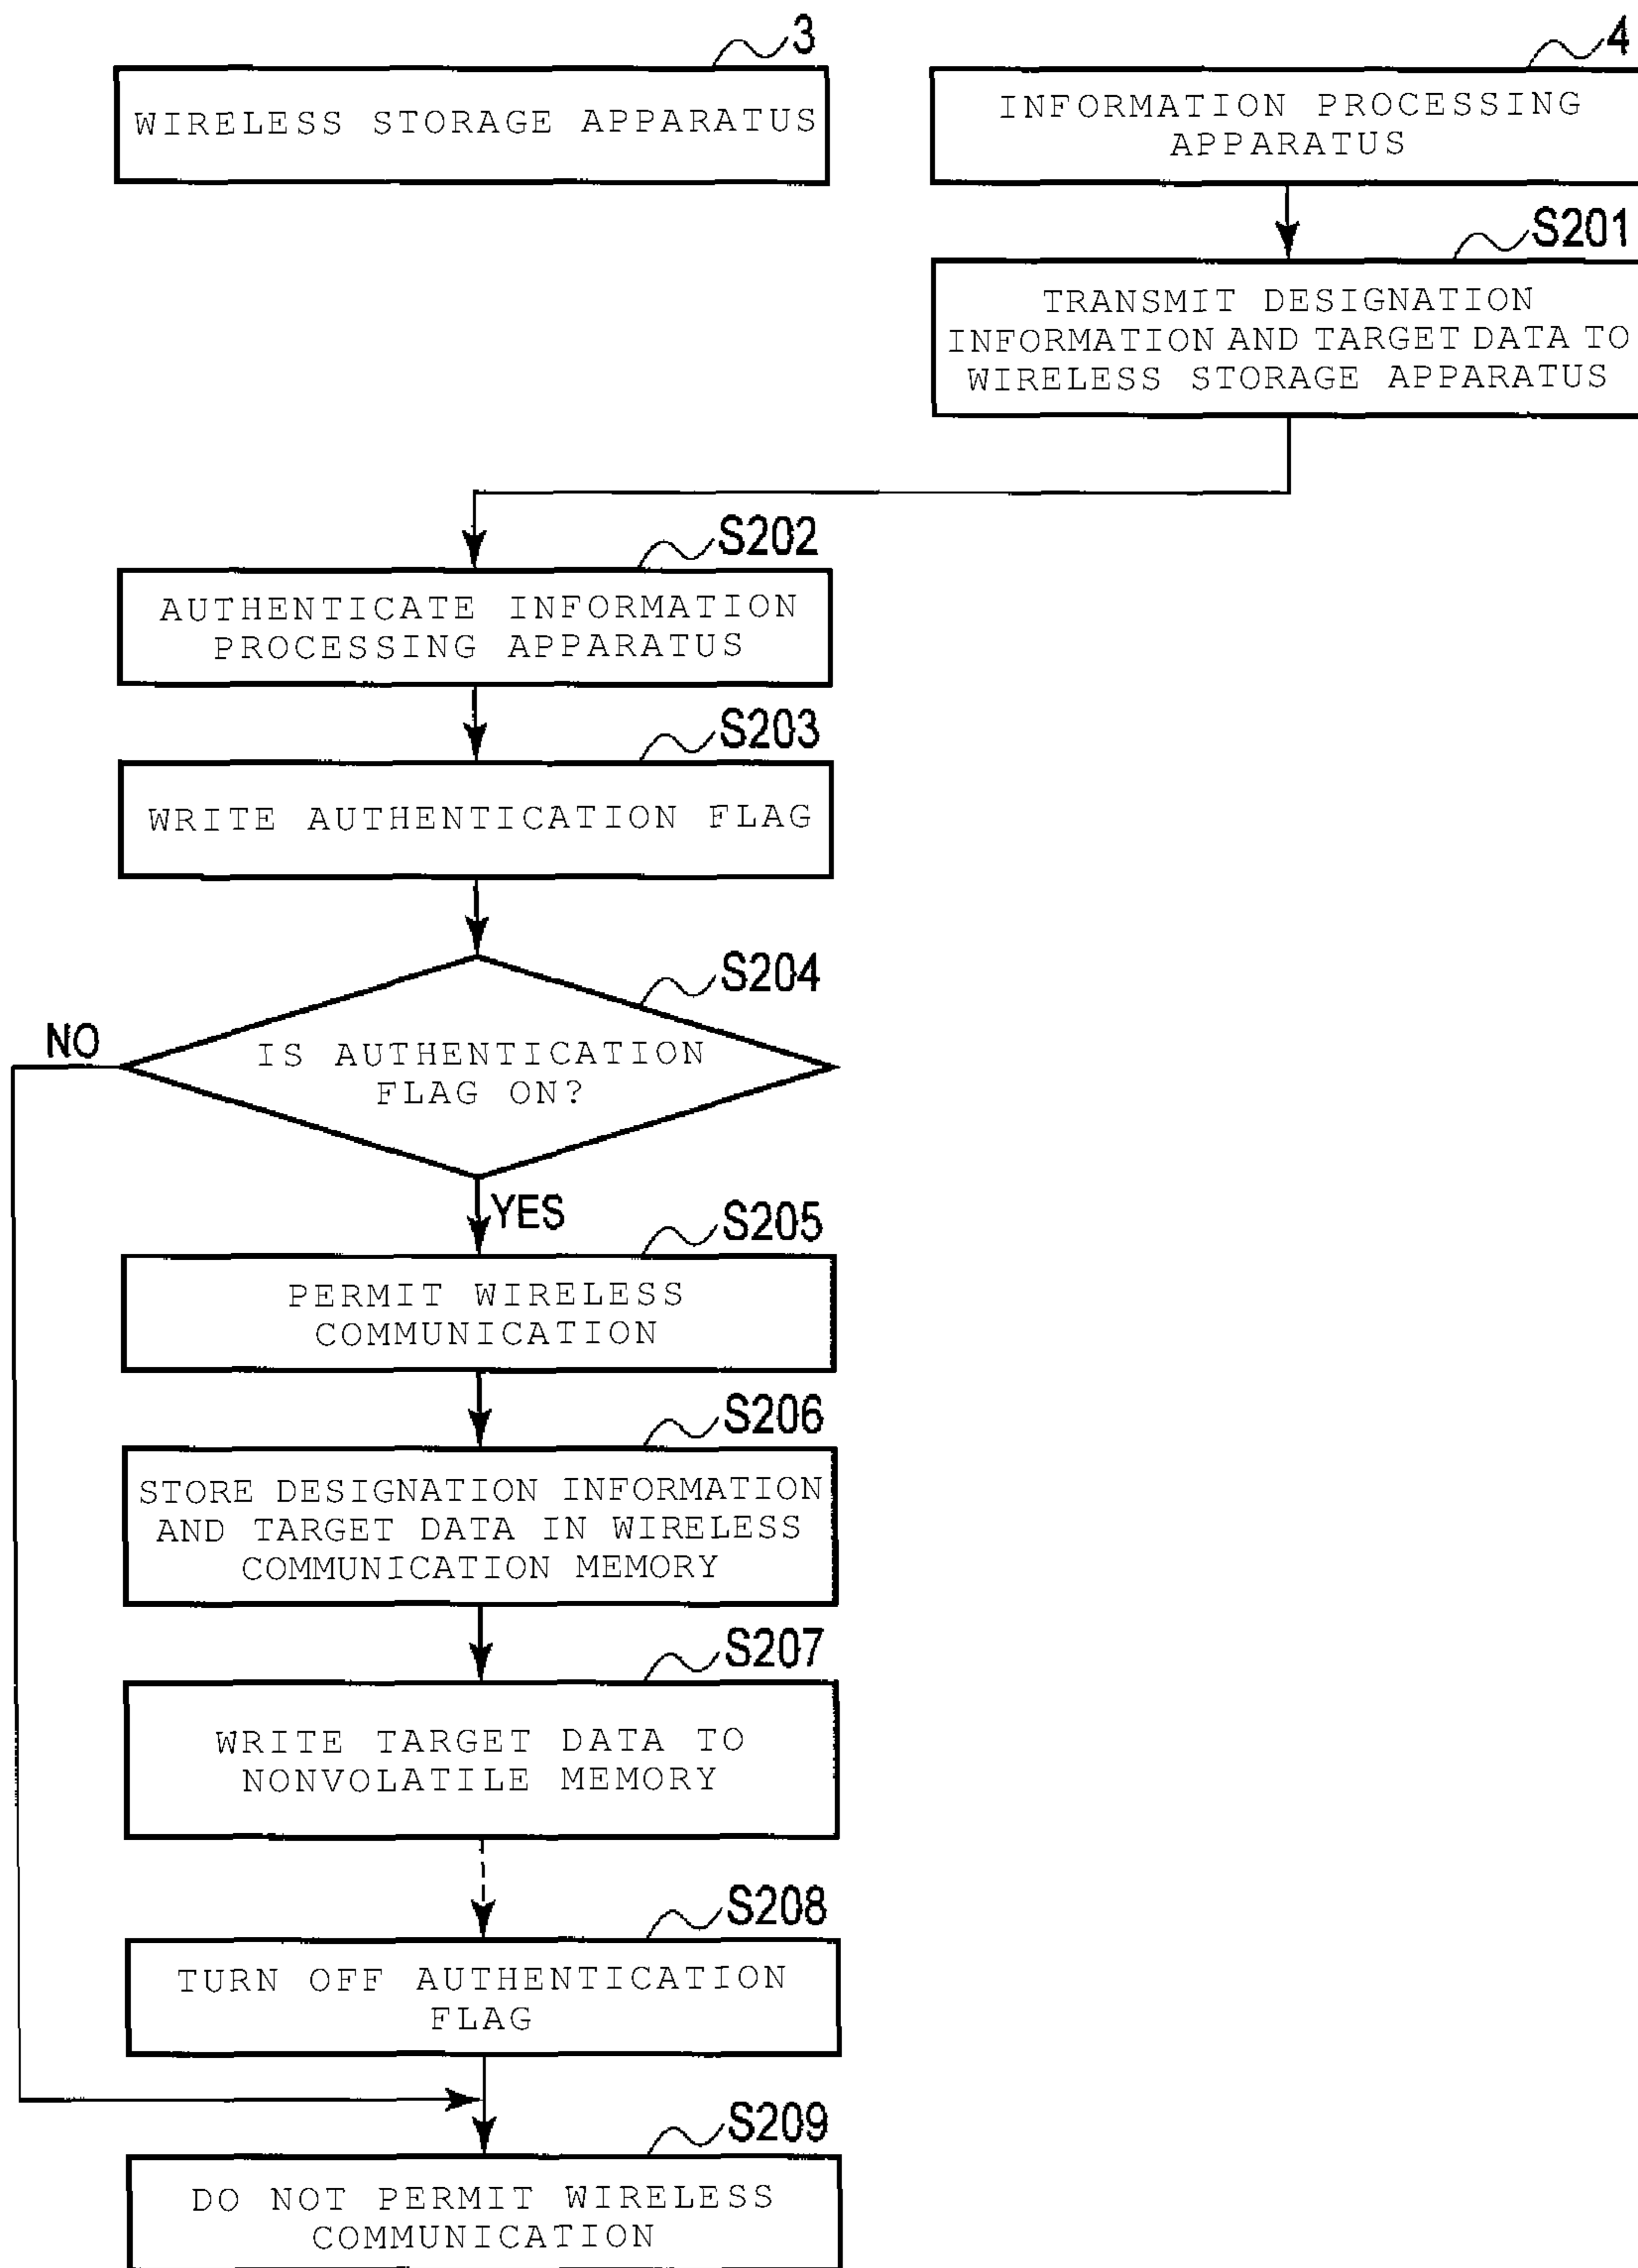 3
WIRELESS STORAGE APPARATUS
4
INFORMATION PROCESSING
APPARATUS
S201
TRANSMIT DESIGNATION
INFORMATION AND TARGET DATA TO
WIRELESS STORAGE APPARATUS
S202
AUTHENTICATE INFORMATION
PROCESSING APPARATUS
S203
WRITE AUTHENTICATION FLAG
S204
NO
IS AUTHENTICATION
FLAG ON?
YES
S205
PERMIT WIRELESS
COMMUNICATION
S206
STORE DESIGNATION INFORMATION
AND TARGET DATA IN WIRELESS
COMMUNICATION MEMORY
S207
WRITE TARGET DATA TO
NONVOLATILE MEMORY
S208
TURN OFF AUTHENTICATION
FLAG
S209
DO NOT PERMIT WIRELESS
COMMUNICATION